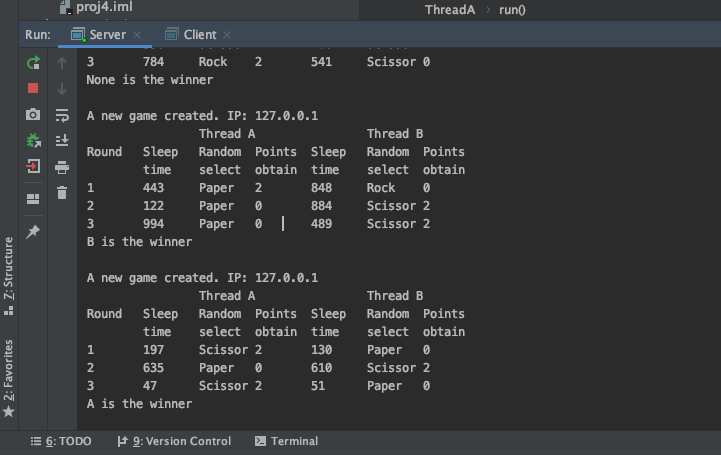 proj4.iml
ThreadA > run()
Run: Server × Client ×
3 784 Rock 2 541 Scissor 0
None is the winner
A new game created. IP: 127.0.0.1
Thread A Thread B
Round Sleep Random Points Sleep Random Points
time select obtain time select obtain
1 443 Paper 2 848 Rock 0
2 122 Paper 0 884 Scissor 2
3 994 Paper 0 489 Scissor 2
B is the winner
A new game created. IP: 127.0.0.1
Thread A Thread B
Round Sleep Random Points Sleep Random Points
time select obtain time select obtain
1 197 Scissor 2 130 Paper 0
2 635 Paper 0 610 Scissor 2
3 47 Scissor 2 51 Paper 0
A is the winner
Z: Structure
2: Favorites
6: TODO 9: Version Control Terminal